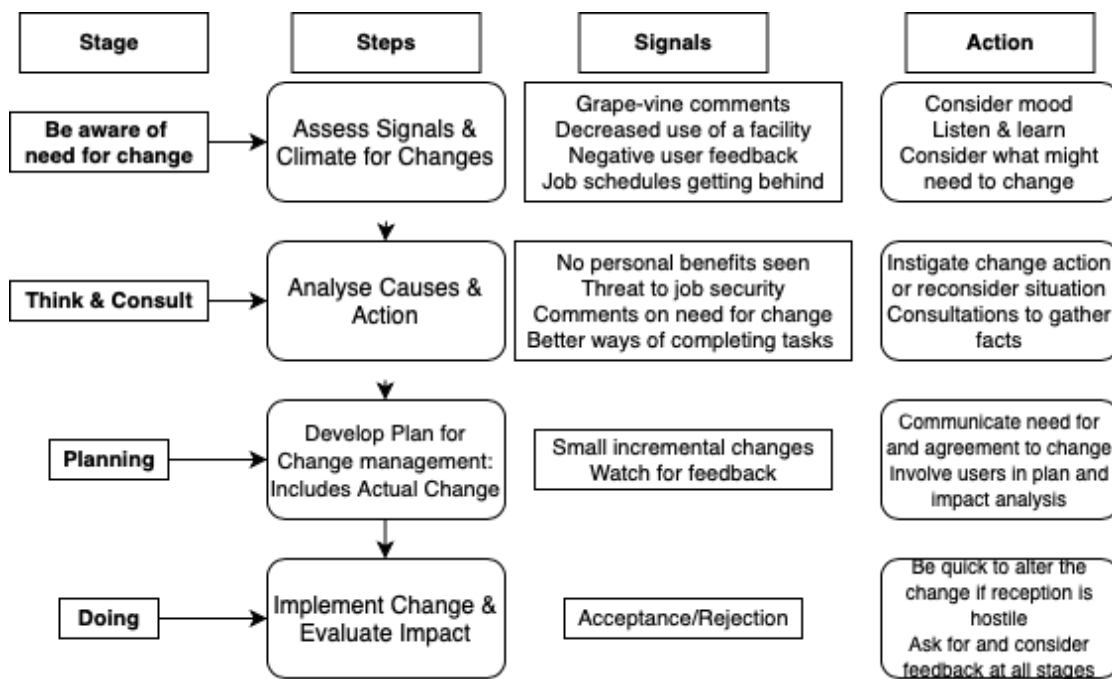 Stage
Steps
Signals
Action
Be aware of
need for change
Assess Signals &
Climate for Changes
Grape-vine comments
Decreased use of a facility
Negative user feedback
Job schedules getting behind
Consider mood
Listen & learn
Consider what might
need to change
Think & Consult
Analyse Causes &
Action
No personal benefits seen
Threat to job security
Comments on need for change
Better ways of completing tasks
Instigate change action
or reconsider situation
Consultations to gather
facts
Planning
Develop Plan for
Change management:
Includes Actual Change
Small incremental changes
Watch for feedback
Communicate need for
and agreement to change
Involve users in plan and
impact analysis
Doing
Implement Change &
Evaluate Impact
Acceptance/Rejection
Be quick to alter the
change if reception is
hostile
Ask for and consider
feedback at all stages